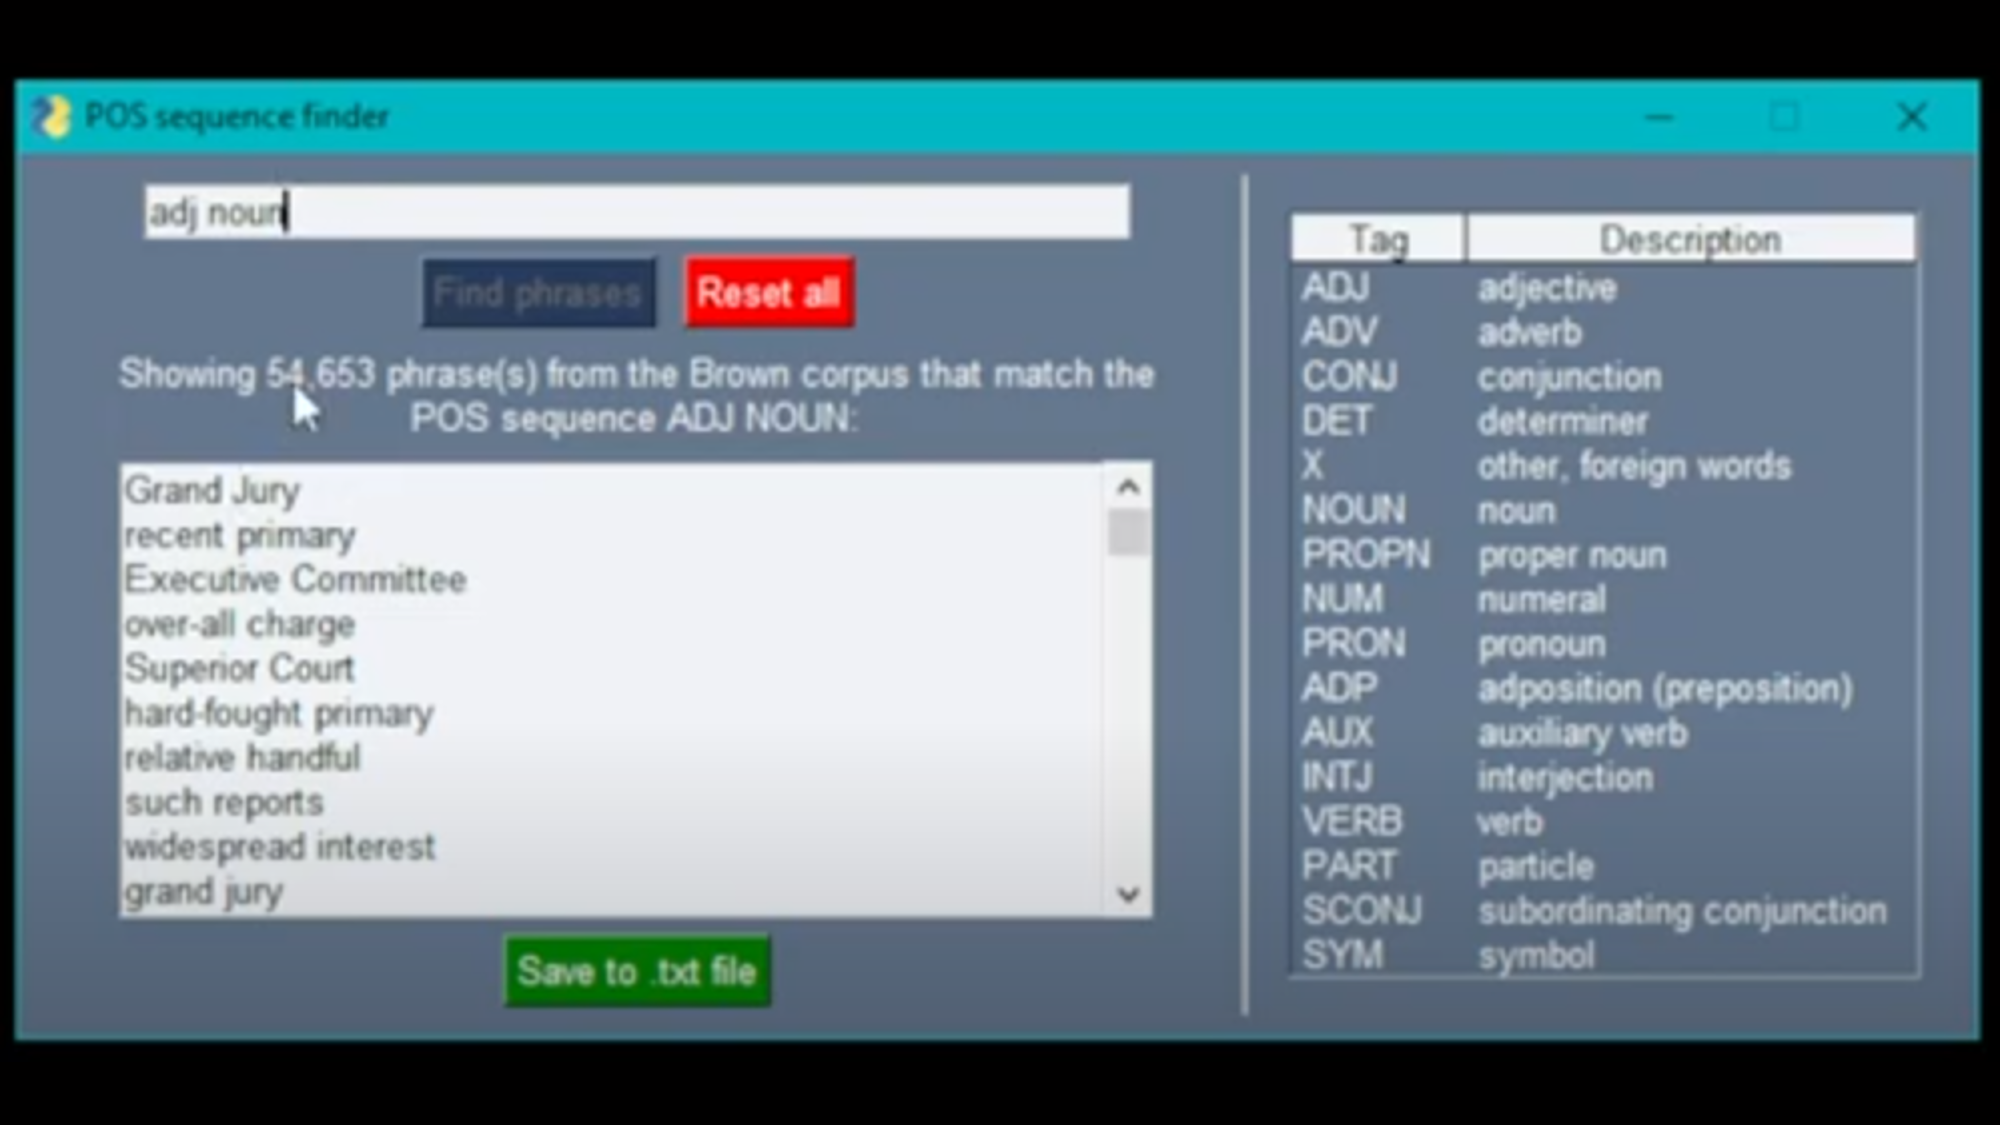 POS sequence finder
adj noun
Find phrases Reset all
Showing 54,653 phrase(s) from the Brown corpus that match the
POS sequence ADJ NOUN:
Grand Jury
recent primary
Executive Committee
over-all charge
Superior Court
hard-fought primary
relative handful
such reports
widespread interest
grand jury
Save to .txt file
Tag Description
ADJ adjective
ADV adverb
CONJ conjunction
DET determiner
X other, foreign words
NOUN noun
PROPN proper noun
NUM numeral
PRON pronoun
ADP adposition (preposition)
AUX auxiliary verb
INTJ interjection
VERB verb
PART particle
SCONJ subordinating conjunction
SYM symbol